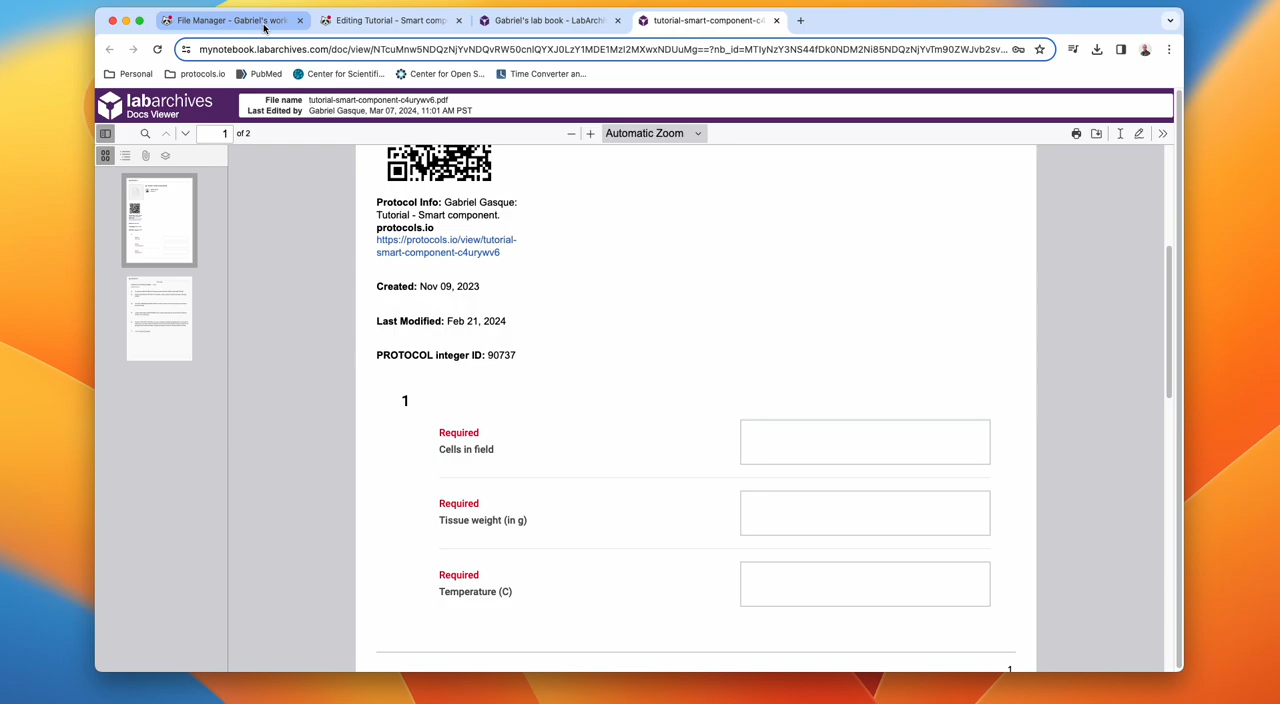 File Manager - Gabriel's work
Editing Tutorial - Smart comp
Gabriel's lab book - LabArch
tutorial-smart-component-c4
mynotebook.labarchives.com/doc/view/NTcuMnw5NDQzNjYvNDQvRW50cnlQYXJ0LzY1MDE1MzI2MXwxNDUuMg==?nb_id=MTIyNzY3NS44fDk0NDM2Ni85NDQzNjYvTm90ZWJvb2sv...
Personal
protocols.io
PubMed
Center for Scientifi...
Center for Open S...
Time Converter an...
labarchives
Docs Viewer
File name tutorial-smart-component-c4urywv6.pdf
Last Edited by Gabriel Gasque, Mar 07, 2024, 11:01 AM PST
1 of 2
Automatic Zoom
Protocol Info: Gabriel Gasque:
Tutorial - Smart component.
protocols.io
https://protocols.io/view/tutorial-
smart-component-c4urywv6
Created: Nov 09, 2023
Last Modified: Feb 21, 2024
PROTOCOL integer ID: 90737
1
Required
Cells in field
Required
Tissue weight (in g)
Required
Temperature (C)
1